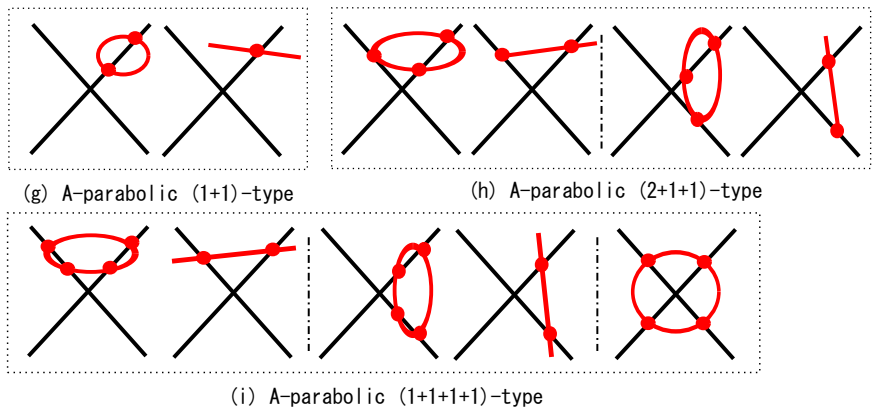 (g) A-parabolic (1+1)-type
(h) A-parabolic (2+1+1)-type
(i) A-parabolic (1+1+1+1)-type